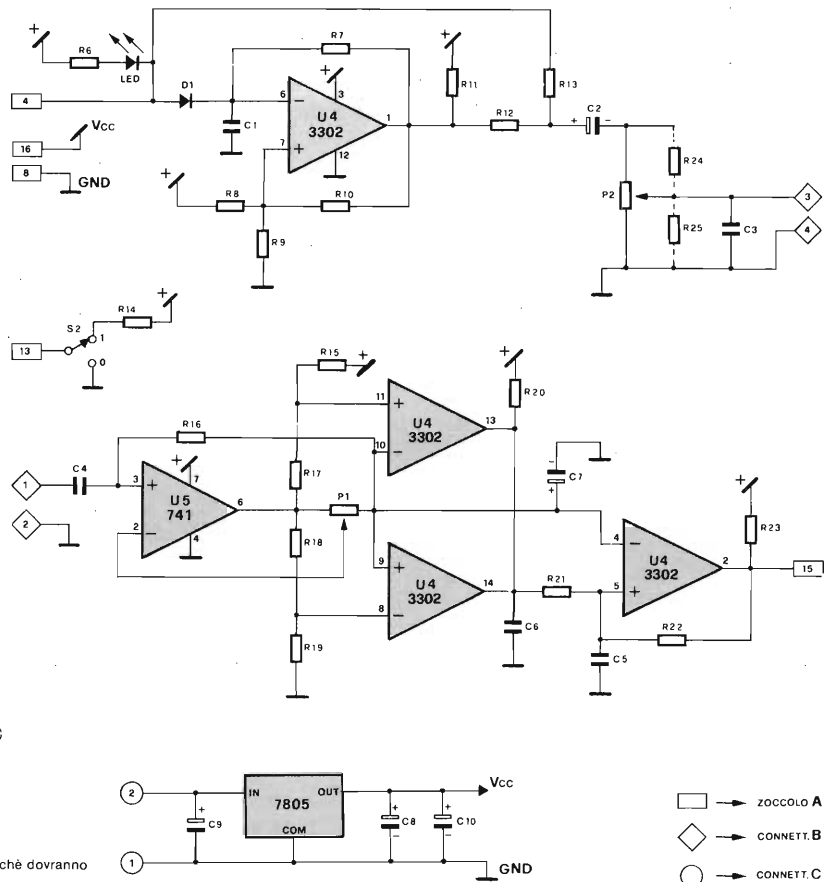 + R6 LED R7
4 D1 6 − U4 3302 + 3 1 R11 R12 R13 C2 + −
16 Vcc C1 7 + 12 R24
8 GND + R8 R10 P2 3
R9 R25 C3 4
R14 +
S2 1
13 0
R15 +
11 + U4 3302 13 + R20
R16 10 −
C4 − C7 +
1 3 + U5 741 + 7 6 R17 P1
2 2 − 4 R18 9 + U4 3302 14 R21 4 − U4 3302 2 + R23 15
8 − 5 +
R19 C6 C5 R22
2 IN 7805 OUT Vcc
+ C9 COM + C8 − + C10 −
1 GND
chè dovranno
ZOCCOLO A
CONNETT. B
CONNETT. C